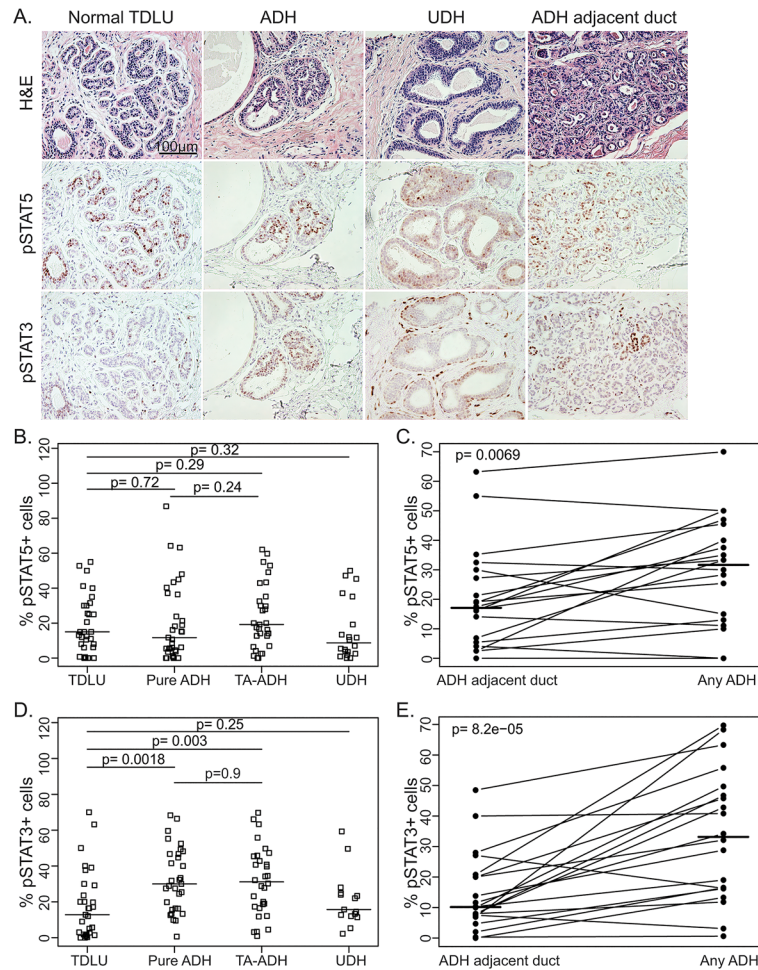 A. Normal TDLU ADH UDH ADH adjacent duct
H&E
100µm
pSTAT5
pSTAT3
B.
% pSTAT5+ cells
0 20 40 60 80 100 120
p= 0.32
p= 0.29
p= 0.72
p= 0.24
TDLU Pure ADH TA-ADH UDH
C.
% pSTAT5+ cells
0 10 20 30 40 50 60 70
p= 0.0069
ADH adjacent duct Any ADH
D.
% pSTAT3+ cells
0 20 40 60 80 100 120
p= 0.25
p= 0.003
p= 0.0018
p=0.9
TDLU Pure ADH TA-ADH UDH
E.
% pSTAT3+ cells
0 10 20 30 40 50 60 70
p= 8.2e−05
ADH adjacent duct Any ADH